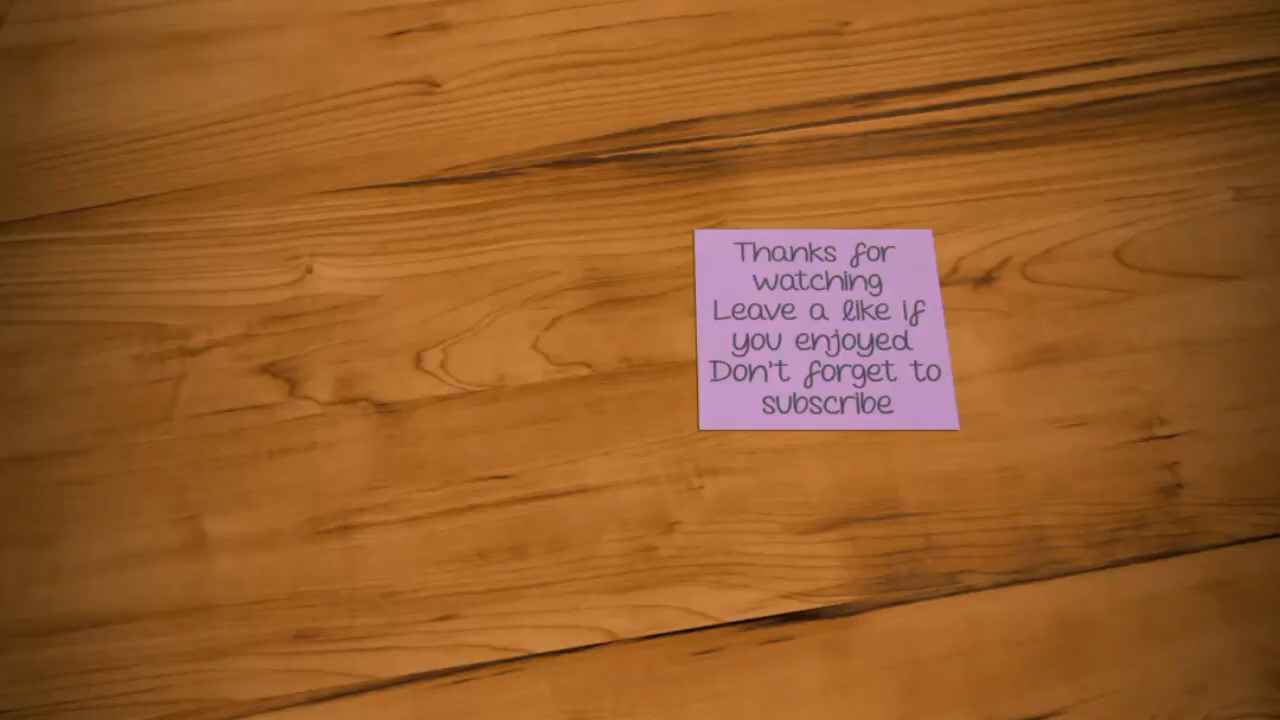 Thanks for
watching
Leave a like if
you enjoyed
Don't forget to
subscribe